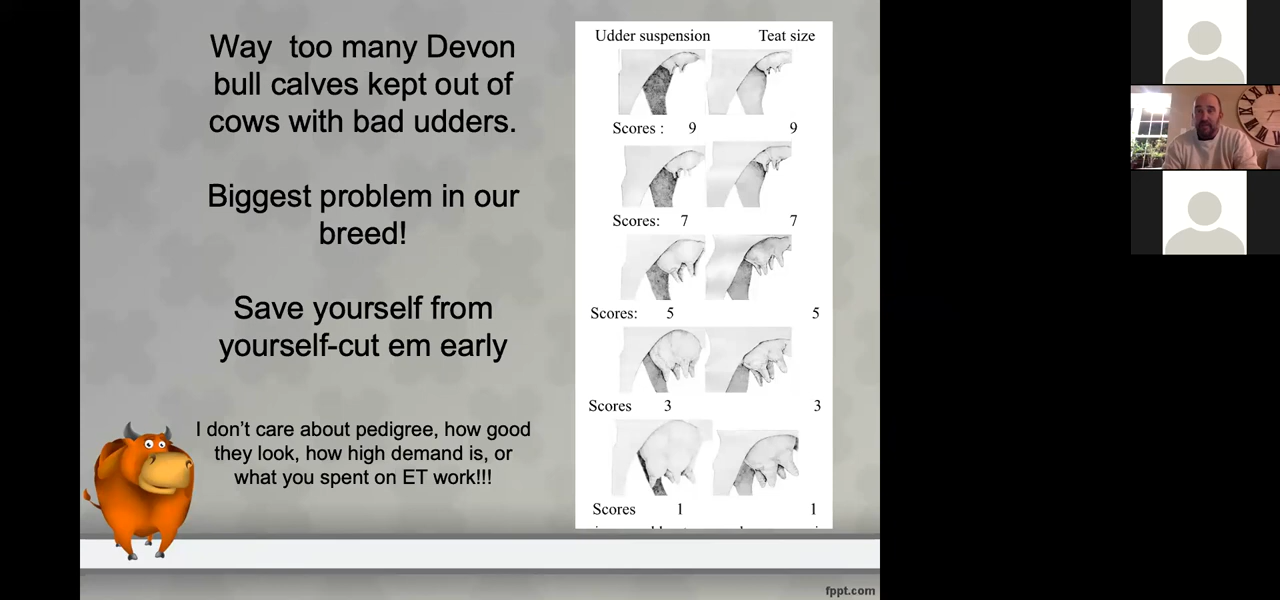 Way too many Devon
bull calves kept out of
cows with bad udders.
Biggest problem in our
breed!
Save yourself from
yourself-cut em early
I don't care about pedigree, how good
they look, how high demand is, or
what you spent on ET work!!!
Udder suspension Teat size
Scores : 9 9
Scores: 7 7
Scores: 5 5
Scores 3 3
Scores 1 1
fppt.com